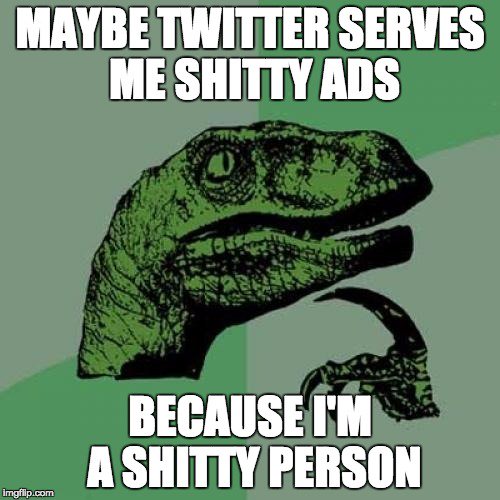 MAYBE TWITTER SERVES
ME SHITTY ADS
BECAUSE I'M
A SHITTY PERSON
imgflip.com